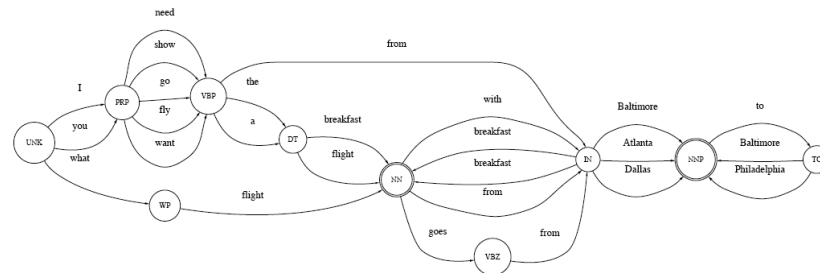 need
show
from
I
go
the
PRP
VBP
with
Baltimore
to
fly
breakfast
breakfast
you
a
Atlanta
Baltimore
UNK
want
DT
flight
breakfast
IN
NNP
TO
what
Dallas
Philadelphia
NN
flight
from
WP
goes
from
VBZ